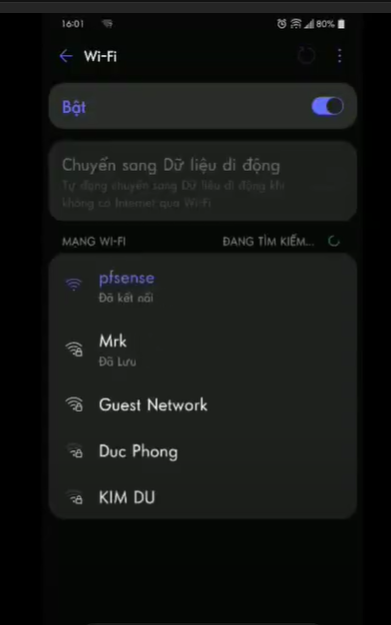 16:01
80%
Wi-Fi
Bật
Chuyển sang Dữ liệu di động
Tự động chuyển sang Dữ liệu di động khi
không có Internet qua Wi-Fi
MẠNG WI-FI
ĐANG TÌM KIẾM...
pfsense
Đã kết nối
Mrk
Đã Lưu
Guest Network
Duc Phong
KIM DU